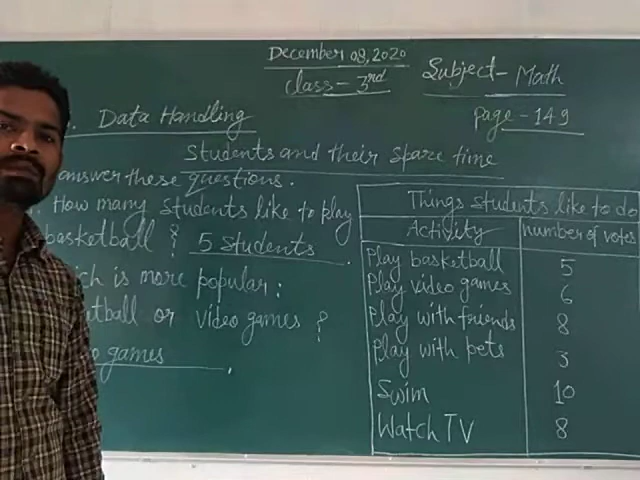 December 08, 2020
Class - 3rd
Subject - Math
Page - 149
Data Handling
Students and their spare time
answer these questions.
How many students like to play
basketball ? 5 students.
ich is more popular:
tball or video games ?
o games.
Things students like to do
Activity number of votes
Play basketball 5
Play video games 6
Play with friends 8
Play with pets 3
Swim 10
Watch TV 8